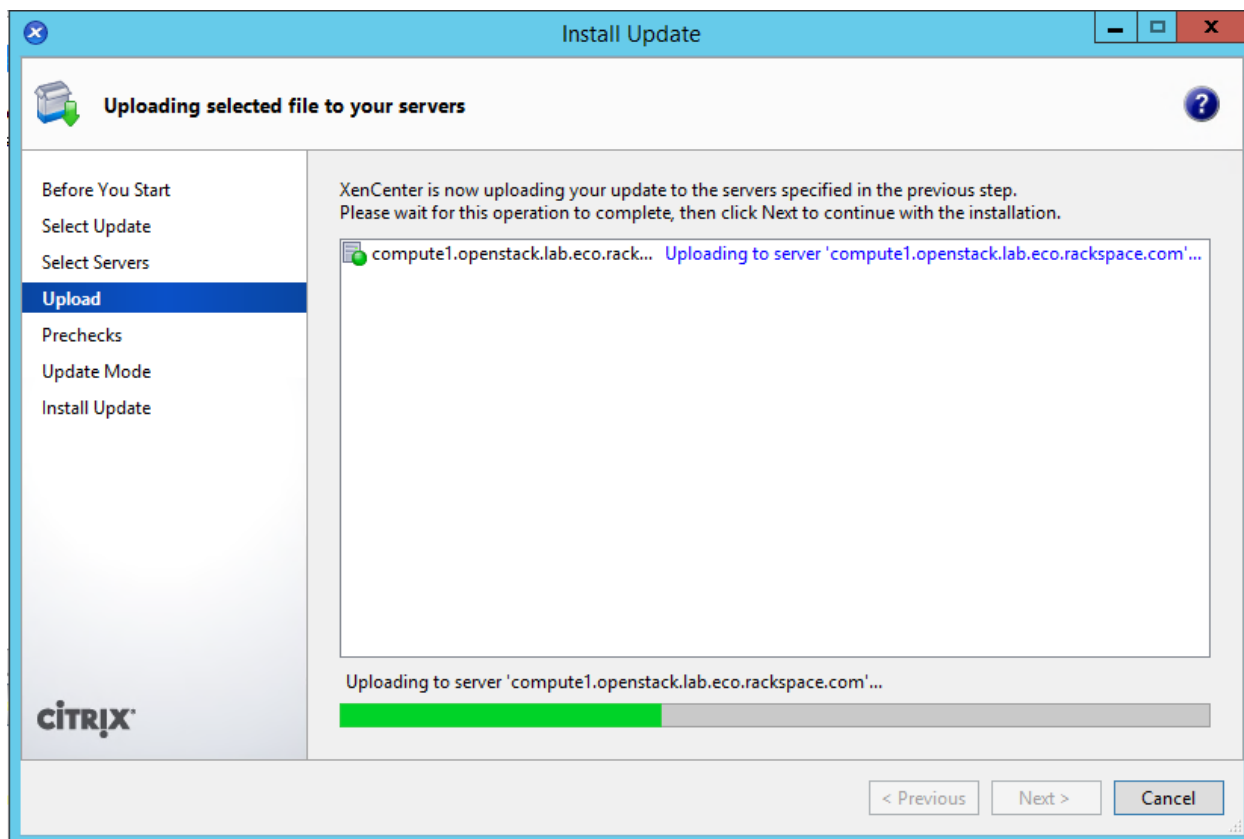 Install Update
Uploading selected file to your servers
?
Before You Start
Select Update
Select Servers
Upload
Prechecks
Update Mode
Install Update
CİTRIX
XenCenter is now uploading your update to the servers specified in the previous step.
Please wait for this operation to complete, then click Next to continue with the installation.
compute1.openstack.lab.eco.rack... Uploading to server 'compute1.openstack.lab.eco.rackspace.com'...
Uploading to server 'compute1.openstack.lab.eco.rackspace.com'...
< Previous Next > Cancel